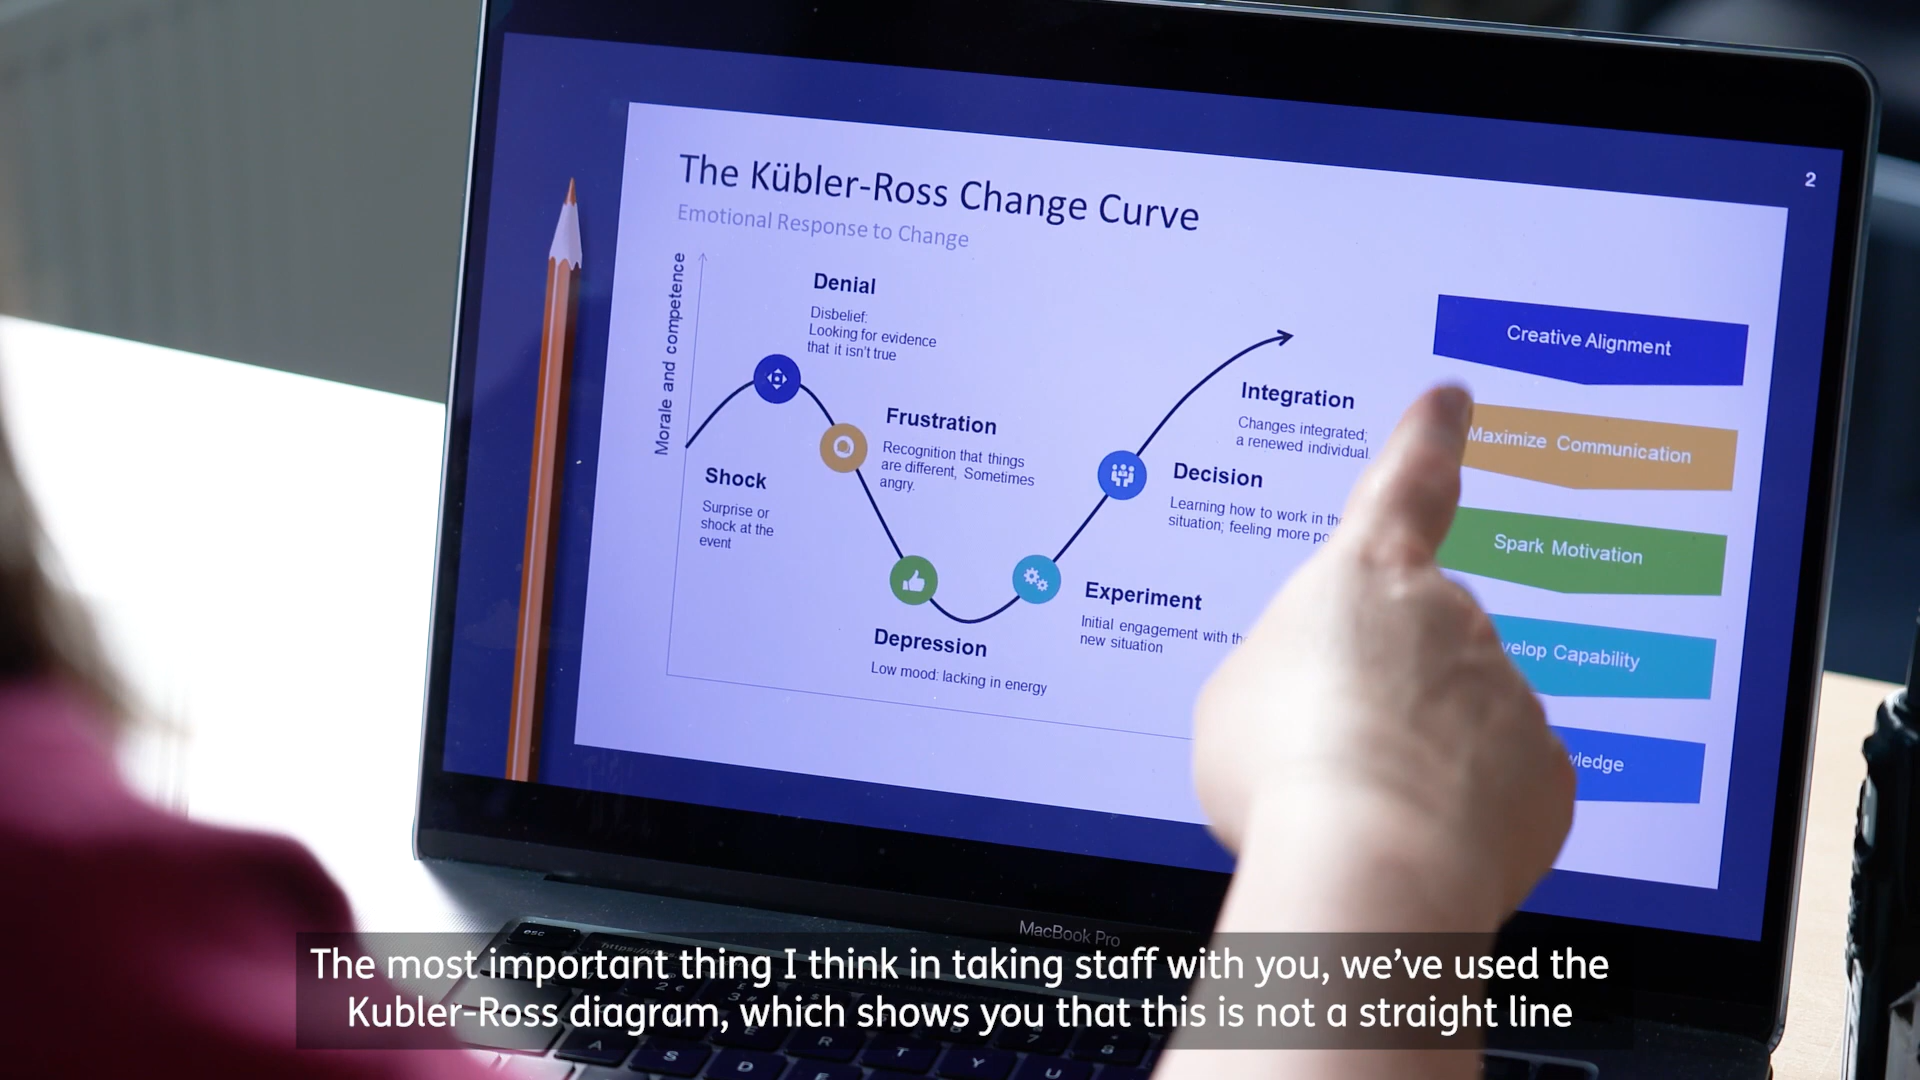 2
The Kübler-Ross Change Curve
Emotional Response to Change
Morale and competence
Denial
Disbelief:
Looking for evidence
that it isn't true
Frustration
Recognition that things
are different, Sometimes
angry.
Shock
Surprise or
shock at the
event
Depression
Low mood: lacking in energy
Experiment
Initial engagement with
new situation
Decision
Learning how to work in
situation; feeling more
Integration
Changes integrated;
a renewed individual.
Creative Alignment
Maximize Communication
Spark Motivation
Capability
MacBook Pro
esc
The most important thing I think in taking staff with you, we've used the
Kubler-Ross diagram, which shows you that this is not a straight line
A S D R T Y U